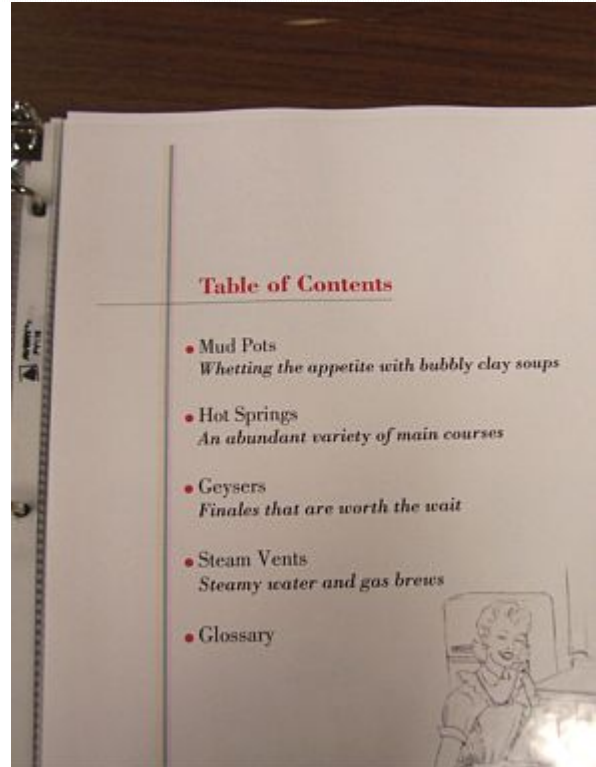 Table of Contents
Mud Pots
Whetting the appetite with bubbly clay soups
Hot Springs
An abundant variety of main courses
Geysers
Finales that are worth the wait
Steam Vents
Steamy water and gas brews
Glossary